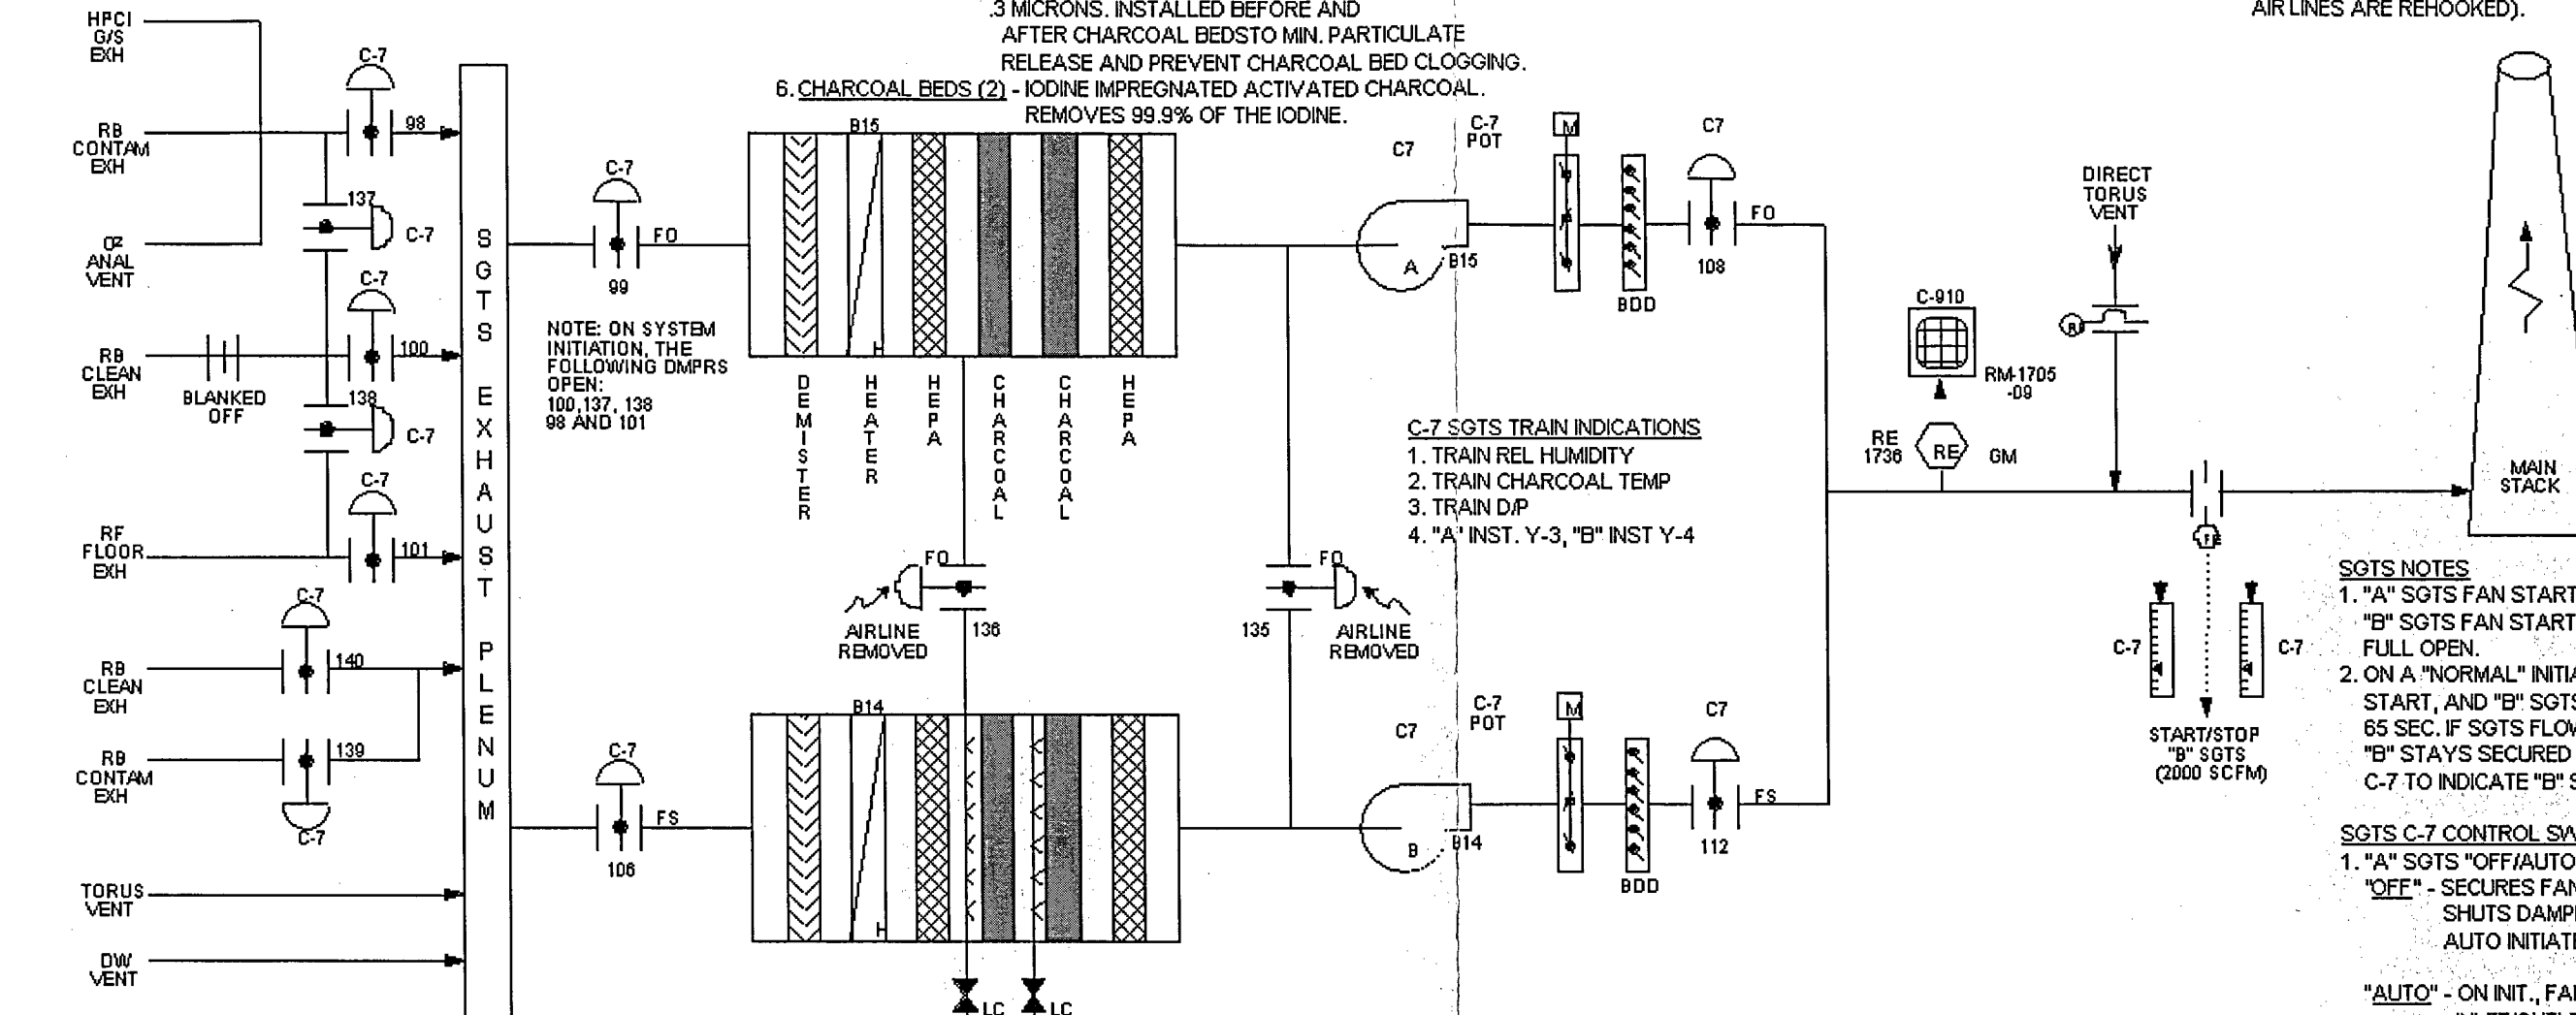 .3 MICRONS. INSTALLED BEFORE AND
AFTER CHARCOAL BEDSTO MIN. PARTICULATE
RELEASE AND PREVENT CHARCOAL BED CLOGGING.
6. CHARCOAL BEDS (2) - IODINE IMPREGNATED ACTIVATED CHARCOAL.
REMOVES 99.9% OF THE IODINE.
AIR LINES ARE REHOOKED).
HPCI
G/S
EXH
RB
CONTAM
EXH
O2
ANAL
VENT
RB
CLEAN
EXH
BLANKED
OFF
RF
FLOOR
EXH
RB
CLEAN
EXH
RB
CONTAM
EXH
TORUS
VENT
DW
VENT
C-7
98
137
C-7
C-7
100
138
C-7
C-7
101
C-7
140
139
C-7
SGTS EXHAUST PLENUM
C-7
FO
99
NOTE: ON SYSTEM
INITIATION, THE
FOLLOWING DMPRS
OPEN:
100,137, 138
98 AND 101
C-7
FS
106
B15
H
DEMISTER
HEATER
HEPA
CHARCOAL
CHARCOAL
HEPA
FO
136
AIRLINE
REMOVED
FO
135
AIRLINE
REMOVED
B14
H
LC
LC
C7
A
B15
C-7
POT
M
BDD
C7
FO
108
C-7 SGTS TRAIN INDICATIONS
1. TRAIN REL HUMIDITY
2. TRAIN CHARCOAL TEMP
3. TRAIN D/P
4. "A" INST. Y-3, "B" INST Y-4
C7
B
B14
C-7
POT
M
BDD
C7
FS
112
C-910
RM-1705
-09
RE
1736
RE
GM
DIRECT
TORUS
VENT
MAIN
STACK
FE
C-7
C-7
START/STOP
"B" SGTS
(2000 SCFM)
SGTS NOTES
1. "A" SGTS FAN START
"B" SGTS FAN START
FULL OPEN.
2. ON A "NORMAL" INITIA
START, AND "B" SGTS
65 SEC. IF SGTS FLOW
"B" STAYS SECURED
C-7 TO INDICATE "B" S
SGTS C-7 CONTROL SW
1. "A" SGTS "OFF/AUTO
"OFF" - SECURES FAN
SHUTS DAMP
AUTO INITIATE
"AUTO" - ON INIT., FAN